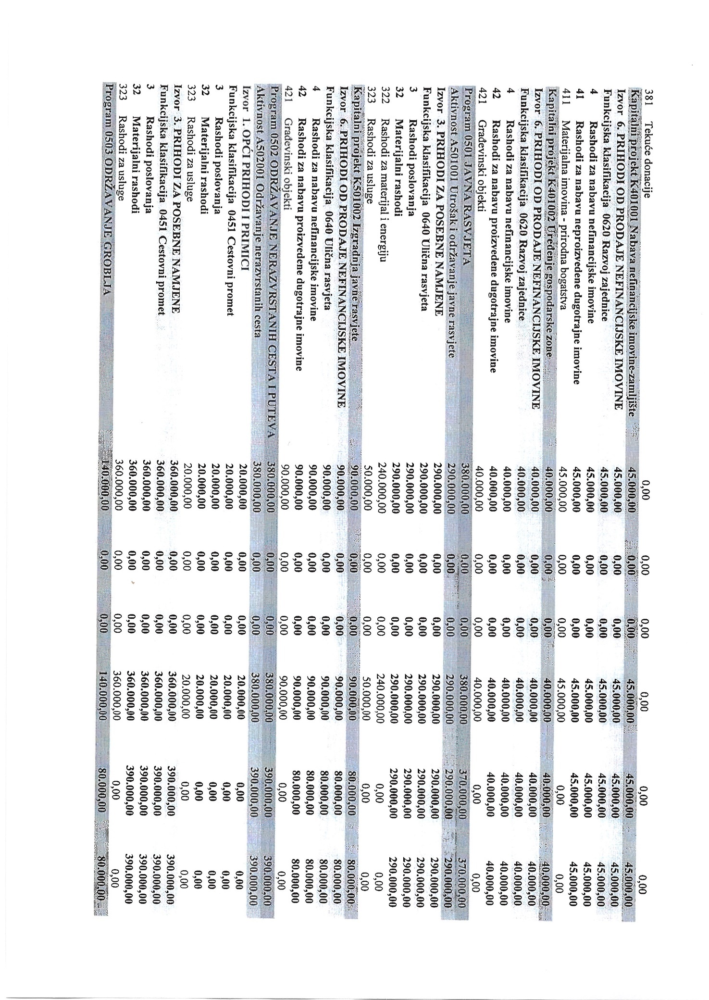 381 Tekuće donacije 0,00 0,00 0,00 0,00 0,00 0,00
Kapitalni projekt K401001 Nabava nefinancijske imovine-zamljište 45.000,00 0,00 0,00 45.000,00 45.000,00 45.000,00
Izvor 6. PRIHODI OD PRODAJE NEFINANCIJSKE IMOVINE 45.000,00 0,00 0,00 45.000,00 45.000,00 45.000,00
Funkcijska klasifikacija 0620 Razvoj zajednice 45.000,00 0,00 0,00 45.000,00 45.000,00 45.000,00
4 Rashodi za nabavu nefinancijske imovine 45.000,00 0,00 0,00 45.000,00 45.000,00 45.000,00
41 Rashodi za nabavu neproizvedene dugotrajne imovine 45.000,00 0,00 0,00 45.000,00 45.000,00 45.000,00
411 Materijalna imovina - prirodna bogatstva 45.000,00 0,00 0,00 45.000,00 0,00 0,00
Kapitalni projekt K401002 Uređenje gospodarske zone 40.000,00 0,00 0,00 40.000,00 40.000,00 40.000,00
Izvor 6. PRIHODI OD PRODAJE NEFINANCIJSKE IMOVINE 40.000,00 0,00 0,00 40.000,00 40.000,00 40.000,00
Funkcijska klasifikacija 0620 Razvoj zajednice 40.000,00 0,00 0,00 40.000,00 40.000,00 40.000,00
4 Rashodi za nabavu nefinancijske imovine 40.000,00 0,00 0,00 40.000,00 40.000,00 40.000,00
42 Rashodi za nabavu proizvedene dugotrajne imovine 40.000,00 0,00 0,00 40.000,00 40.000,00 40.000,00
421 Građevinski objekti 40.000,00 0,00 0,00 40.000,00 0,00 0,00
Program 0501 JAVNA RASVJETA 380.000,00 0,00 0,00 380.000,00 370.000,00 370.000,00
Aktivnost A501001 Utrošak i održavanje javne rasvjete 290.000,00 0,00 0,00 290.000,00 290.000,00 290.000,00
Izvor 3. PRIHODI ZA POSEBNE NAMJENE 290.000,00 0,00 0,00 290.000,00 290.000,00 290.000,00
Funkcijska klasifikacija 0640 Ulična rasvjeta 290.000,00 0,00 0,00 290.000,00 290.000,00 290.000,00
3 Rashodi poslovanja 290.000,00 0,00 0,00 290.000,00 290.000,00 290.000,00
32 Materijalni rashodi 290.000,00 0,00 0,00 290.000,00 290.000,00 290.000,00
322 Rashodi za materijal i energiju 240.000,00 0,00 0,00 240.000,00 0,00 0,00
323 Rashodi za usluge 50.000,00 0,00 0,00 50.000,00 0,00 0,00
Kapitalni projekt K501002 Izgradnja javne rasvjete 90.000,00 0,00 0,00 90.000,00 80.000,00 80.000,00
Izvor 6. PRIHODI OD PRODAJE NEFINANCIJSKE IMOVINE 90.000,00 0,00 0,00 90.000,00 80.000,00 80.000,00
Funkcijska klasifikacija 0640 Ulična rasvjeta 90.000,00 0,00 0,00 90.000,00 80.000,00 80.000,00
4 Rashodi za nabavu nefinancijske imovine 90.000,00 0,00 0,00 90.000,00 80.000,00 80.000,00
42 Rashodi za nabavu proizvedene dugotrajne imovine 90.000,00 0,00 0,00 90.000,00 80.000,00 80.000,00
421 Građevinski objekti 90.000,00 0,00 0,00 90.000,00 0,00 0,00
Program 0502 ODRŽAVANJE NERAZVRSTANIH CESTA I PUTEVA 380.000,00 0,00 0,00 380.000,00 390.000,00 390.000,00
Aktivnost A502001 Održavanje nerazvrstanih cesta 380.000,00 0,00 0,00 380.000,00 390.000,00 390.000,00
Izvor 1. OPĆI PRIHODI I PRIMICI 20.000,00 0,00 0,00 20.000,00 0,00 0,00
Funkcijska klasifikacija 0451 Cestovni promet 20.000,00 0,00 0,00 20.000,00 0,00 0,00
3 Rashodi poslovanja 20.000,00 0,00 0,00 20.000,00 0,00 0,00
32 Materijalni rashodi 20.000,00 0,00 0,00 20.000,00 0,00 0,00
323 Rashodi za usluge 20.000,00 0,00 0,00 20.000,00 0,00 0,00
Izvor 3. PRIHODI ZA POSEBNE NAMJENE 360.000,00 0,00 0,00 360.000,00 390.000,00 390.000,00
Funkcijska klasifikacija 0451 Cestovni promet 360.000,00 0,00 0,00 360.000,00 390.000,00 390.000,00
3 Rashodi poslovanja 360.000,00 0,00 0,00 360.000,00 390.000,00 390.000,00
32 Materijalni rashodi 360.000,00 0,00 0,00 360.000,00 390.000,00 390.000,00
323 Rashodi za usluge 360.000,00 0,00 0,00 360.000,00 0,00 0,00
Program 0503 ODRŽAVANJE GROBLJA 140.000,00 0,00 0,00 140.000,00 80.000,00 80.000,00